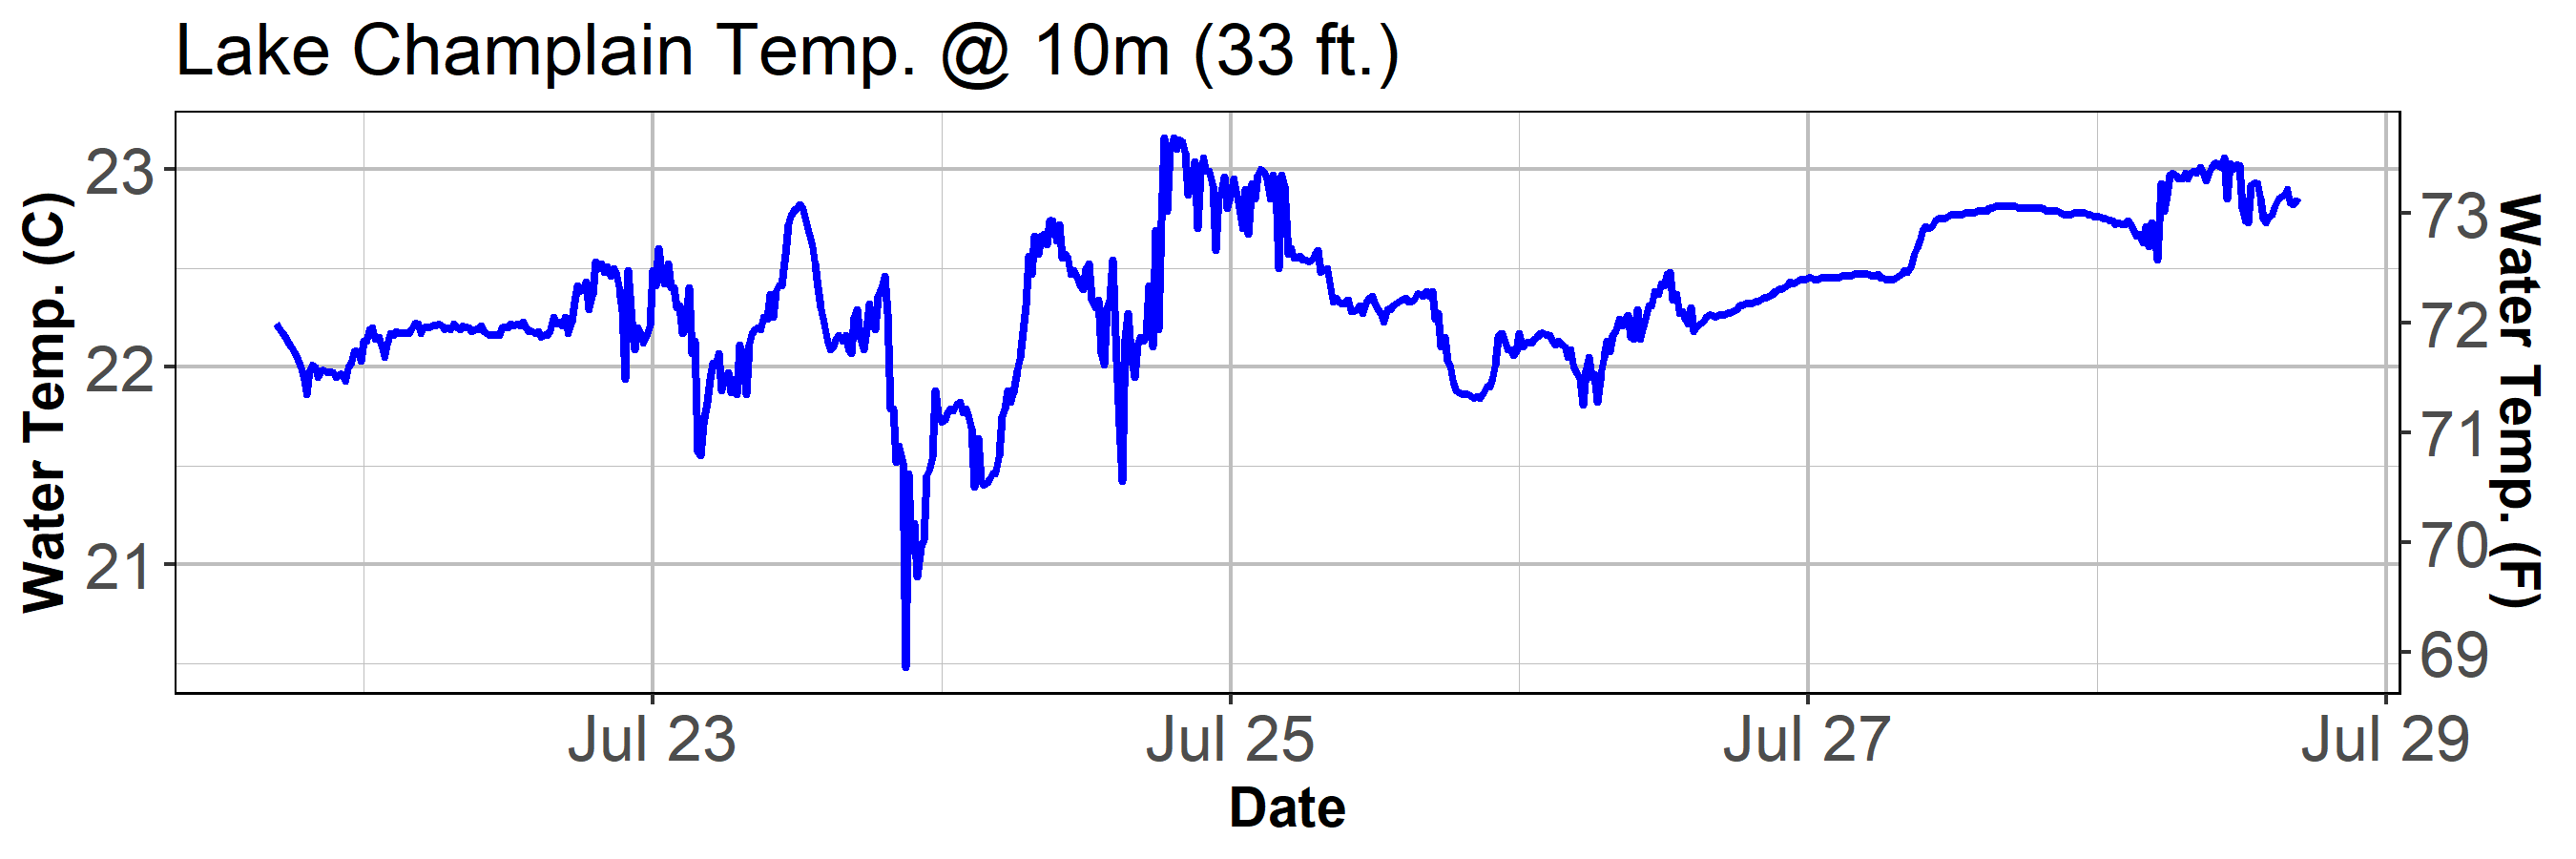 Lake Champlain Temp. @ 10m (33 ft.)
Water Temp. (C)
23
22
21
73
72
71
70
69
Water Temp. (F)
Jul 23 Jul 25 Jul 27 Jul 29
Date